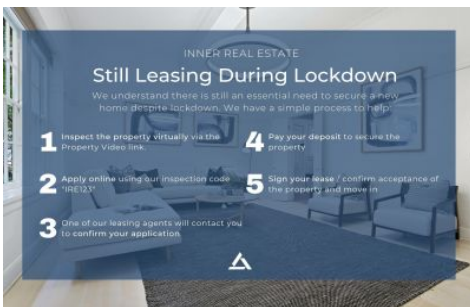 INNER REAL ESTATE
Still Leasing During Lockdown
We understand there is still an essential need to secure a new
home despite lockdown. We have a simple process to help:
1 Inspect the property virtually via the
Property Video link.
2 Apply online using our inspection code
"IRE123"
3 One of our leasing agents will contact you
to confirm your application
4 Pay your deposit to secure the
property
5 Sign your lease / confirm acceptance of
the property and move in